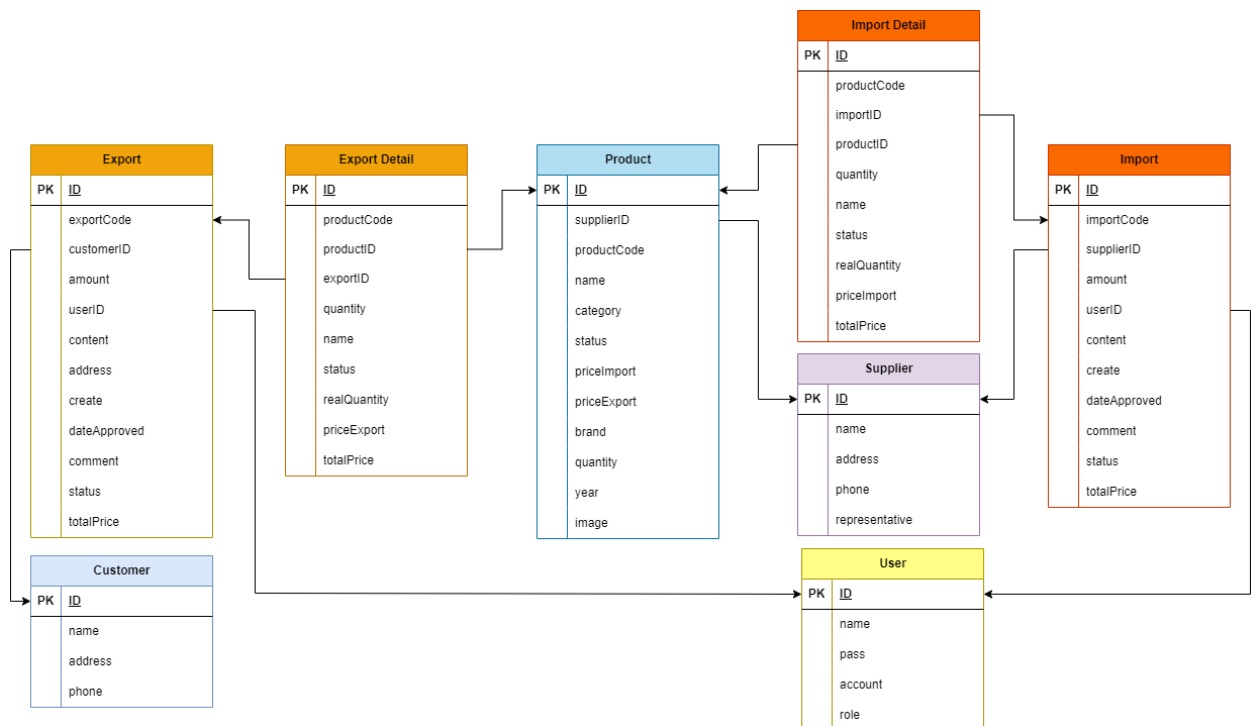 Import Detail
PK ID
productCode
importID
productID
quantity
name
status
realQuantity
priceImport
totalPrice
Export
PK ID
exportCode
customerID
amount
userID
content
address
create
dateApproved
comment
status
totalPrice
Export Detail
PK ID
productCode
productID
exportID
quantity
name
status
realQuantity
priceExport
totalPrice
Product
PK ID
supplierID
productCode
name
category
status
priceImport
priceExport
brand
quantity
year
image
Import
PK ID
importCode
supplierID
amount
userID
content
create
dateApproved
comment
status
totalPrice
Supplier
PK ID
name
address
phone
representative
Customer
PK ID
name
address
phone
User
PK ID
name
pass
account
role